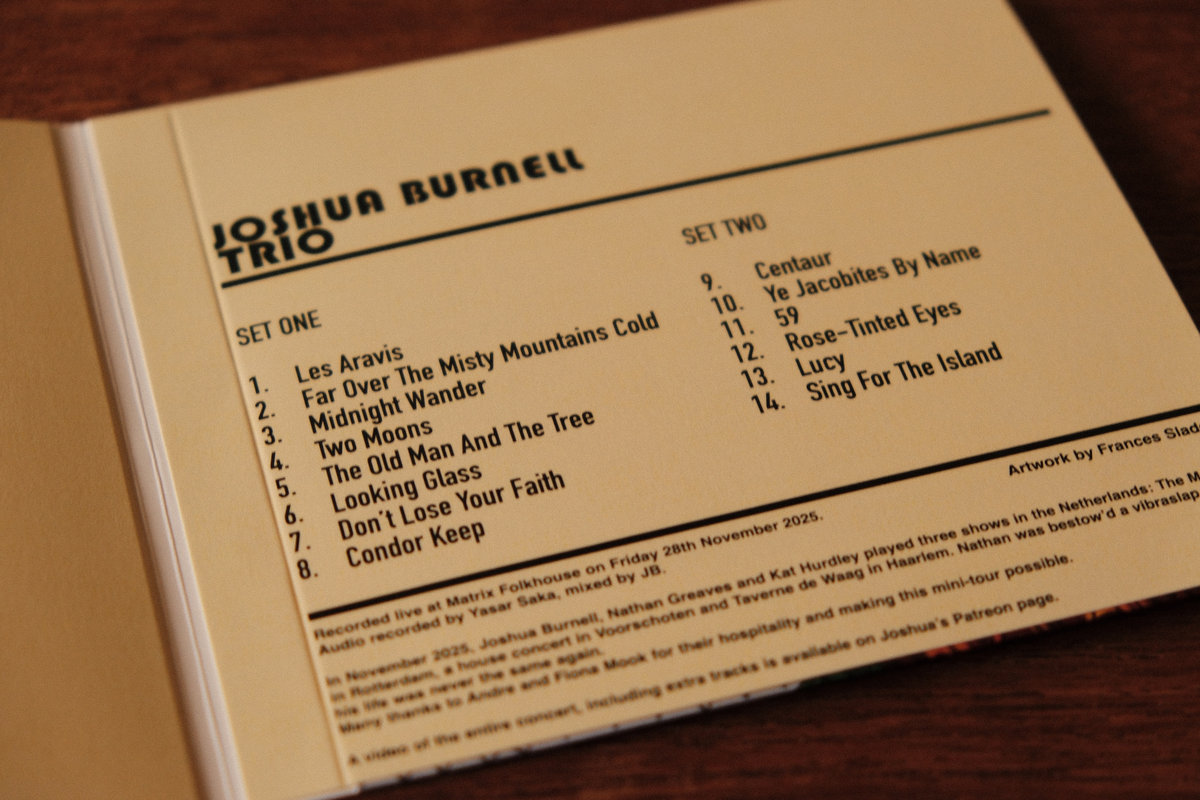 JOSHUA BURNELL
TRIO
SET ONE
1. Les Aravis
2. Far Over The Misty Mountains Cold
3. Midnight Wander
4. Two Moons
5. The Old Man And The Tree
6. Looking Glass
7. Don't Lose Your Faith
8. Condor Keep
SET TWO
9. Centaur
10. Ye Jacobites By Name
11. 59
12. Rose-Tinted Eyes
13. Lucy
14. Sing For The Island
Artwork by Frances
Recorded live at Matrix Folkhouse on Friday 28th November 2025.
Audio recorded by Yasar Saka, mixed by JB.
In November 2025, Joshua Burnell, Nathan Greaves and Kat Hurdley played three shows in the Netherlands: The
in Rotterdam, a house concert in Voorschoten and Taverne de Waag in Haarlem. Nathan was bestow'd a vibraslap
his life was never the same again.
Many thanks to Andre and Fiona Mook for their hospitality and making this mini-tour possible.
A video of the entire concert, including extra tracks is available on Joshua's Patreon page.